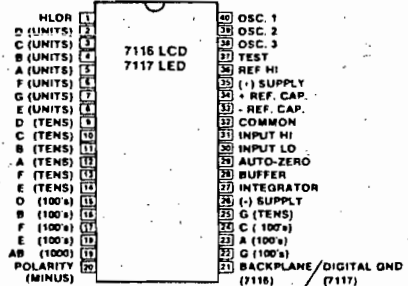 HLDR 1
D (UNITS) 2
C (UNITS) 3
B (UNITS) 4
A (UNITS) 5
F (UNITS) 6
G (UNITS) 7
E (UNITS) 8
D (TENS) 9
C (TENS) 10
B (TENS) 11
A (TENS) 12
F (TENS) 13
E (TENS) 14
D (100's) 15
B (100's) 16
F (100's) 17
E (100's) 18
AB (1000) 19
POLARITY 20
(MINUS)
7116 LCD
7117 LED
40 OSC. 1
39 OSC. 2
38 OSC. 3
37 TEST
36 REF HI
35 (+) SUPPLY
34 + REF. CAP.
33 - REF. CAP.
32 COMMON
31 INPUT HI
30 INPUT LO
29 AUTO-ZERO
28 BUFFER
27 INTEGRATOR
26 (-) SUPPLY
25 G (TENS)
24 C (100's)
23 A (100's)
22 G (100's)
21 BACKPLANE/DIGITAL GND
(7116) (7117)